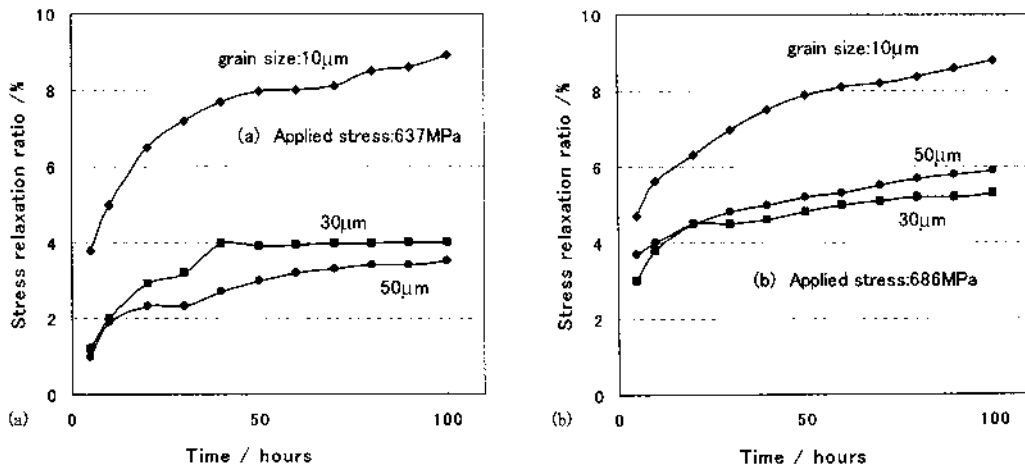 10
8
6
4
2
0
Stress relaxation ratio /%
grain size:10μm
(a) Applied stress:637MPa
30μm
50μm
(a)
0
50
100
Time / hours
10
8
6
4
2
0
Stress relaxation ratio /%
grain size:10μm
50μm
30μm
(b) Applied stress:686MPa
(b)
0
50
100
Time / hours